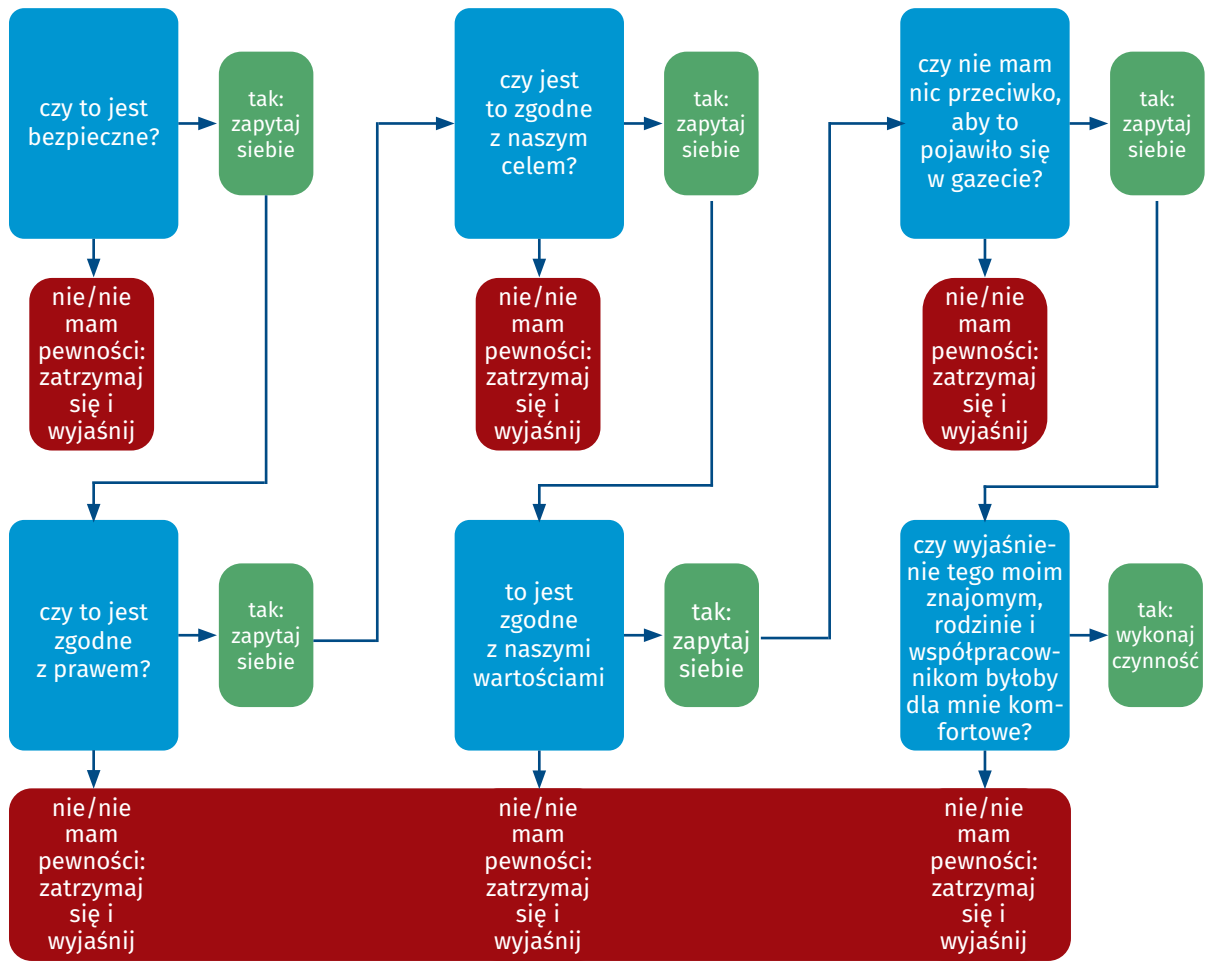 czy to jest
bezpieczne?
tak:
zapytaj
siebie
nie/nie
mam
pewności:
zatrzymaj
się i
wyjaśnij
czy to jest
zgodne
z prawem?
tak:
zapytaj
siebie
nie/nie
mam
pewności:
zatrzymaj
się i
wyjaśnij
czy jest
to zgodne
z naszym
celem?
tak:
zapytaj
siebie
nie/nie
mam
pewności:
zatrzymaj
się i
wyjaśnij
to jest
zgodne
z naszymi
wartościami
tak:
zapytaj
siebie
nie/nie
mam
pewności:
zatrzymaj
się i
wyjaśnij
czy nie mam
nic przeciwko,
aby to
pojawiło się
w gazecie?
tak:
zapytaj
siebie
nie/nie
mam
pewności:
zatrzymaj
się i
wyjaśnij
czy wyjaśnie-
nie tego moim
znajomym,
rodzinie i
współpracow-
nikom byłoby
dla mnie kom-
fortowe?
tak:
wykonaj
czynność
nie/nie
mam
pewności:
zatrzymaj
się i
wyjaśnij